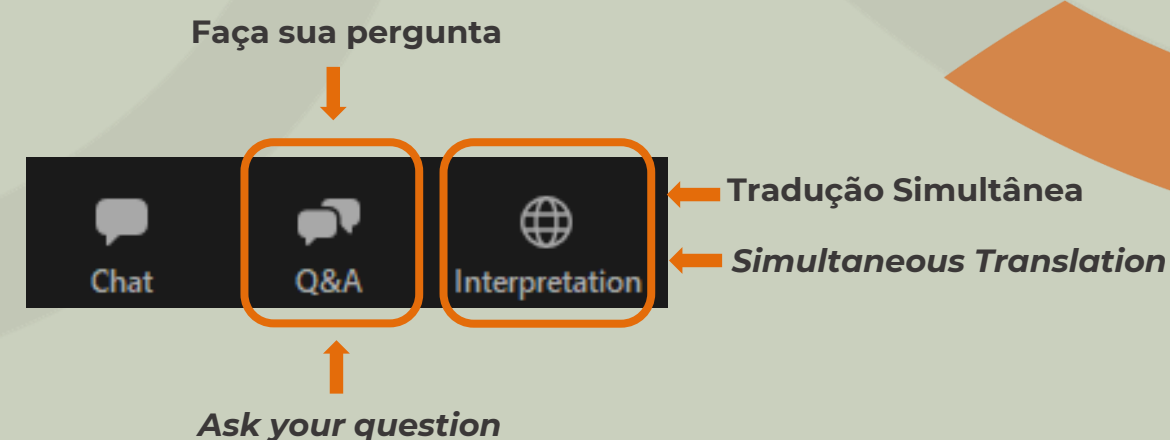 Faça sua pergunta
Chat
Q&A
Interpretation
Tradução Simultânea
Simultaneous Translation
Ask your question